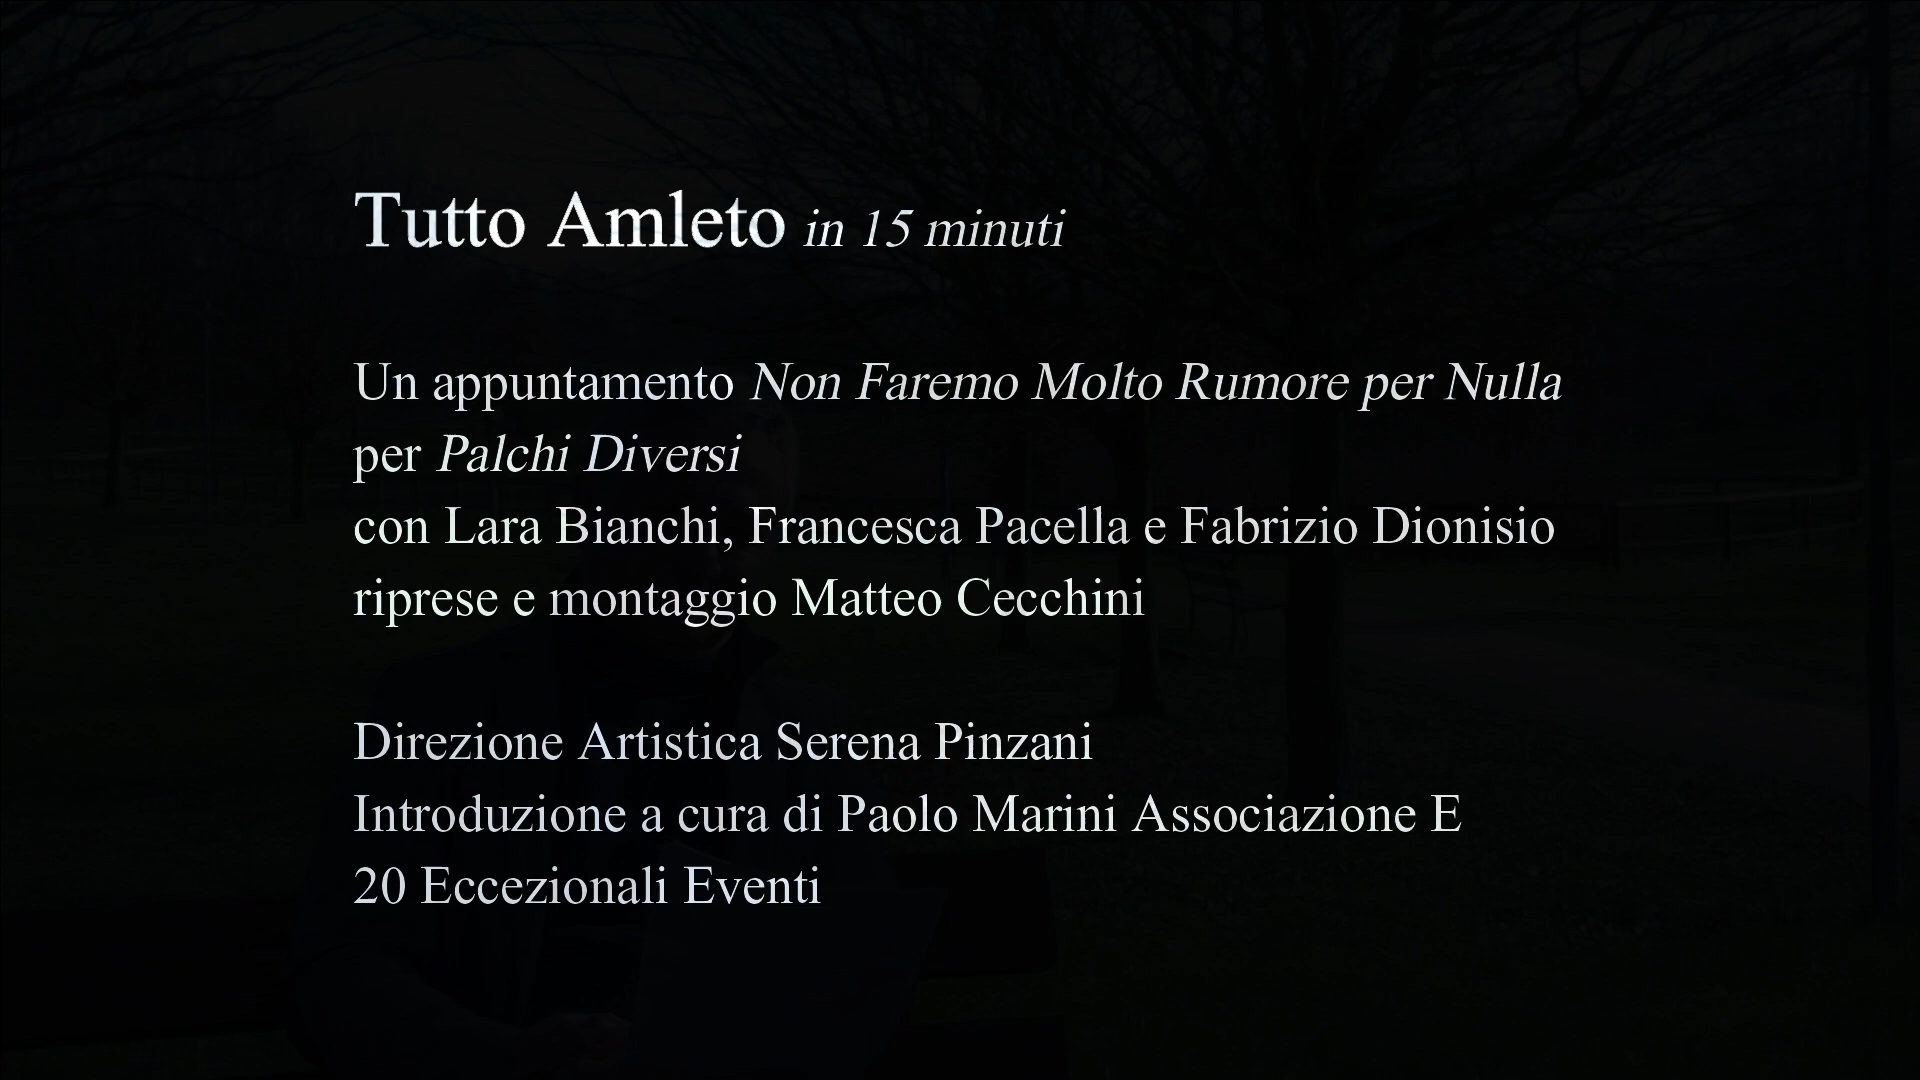 Tutto Amleto in 15 minuti
Un appuntamento Non Faremo Molto Rumore per Nulla
per Palchi Diversi
con Lara Bianchi, Francesca Pacella e Fabrizio Dionisio
riprese e montaggio Matteo Cecchini
Direzione Artistica Serena Pinzani
Introduzione a cura di Paolo Marini Associazione E
20 Eccezionali Eventi